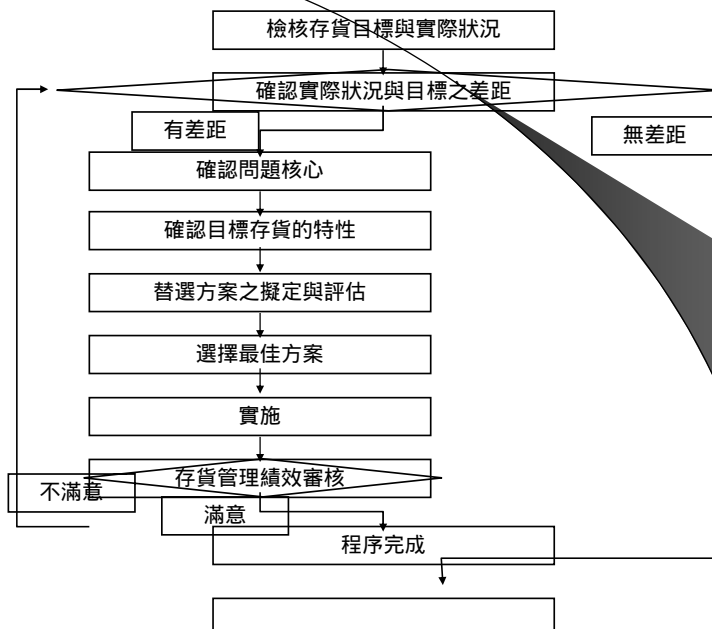 檢核存貨目標與實際狀況
確認實際狀況與目標之差距
有差距
無差距
確認問題核心
確認目標存貨的特性
替選方案之擬定與評估
選擇最佳方案
實施
存貨管理績效審核
不滿意
滿意
程序完成